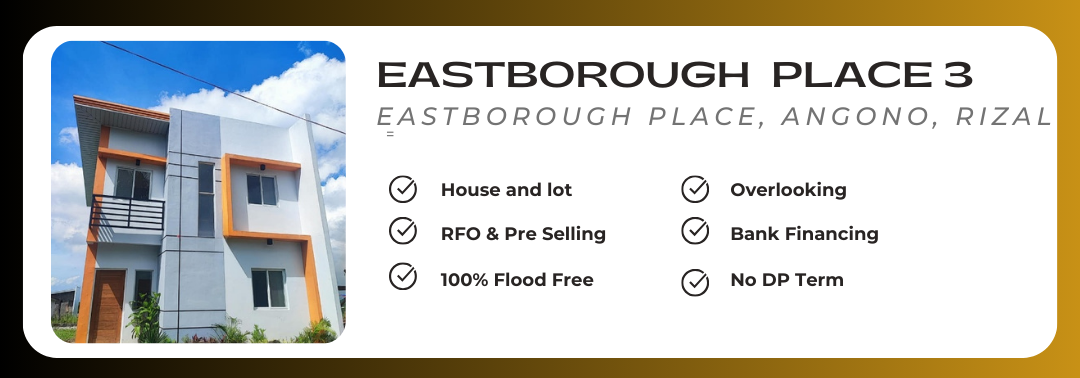 EASTBOROUGH PLACE 3
EASTBOROUGH PLACE, ANGONO, RIZAL
=
House and lot
Overlooking
RFO & Pre Selling
Bank Financing
100% Flood Free
No DP Term